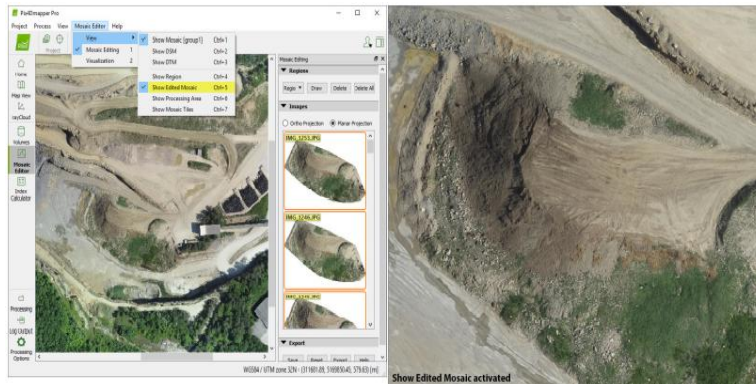 Pix4Dmapper Pro
Project Process View Mosaic Editor Help
View
Mosaic Editing 1
Visualisation 2
Show Mosaic [group1] Ctrl+1
Show DSM Ctrl+2
Show DTM Ctrl+3
Show Region Ctrl+4
Show Edited Mosaic Ctrl+5
Show Processing Area Ctrl+6
Show Mosaic Tiles Ctrl+7
Project
Home
Map View
rayCloud
Volumes
Mosaic
Editor
Index
Calculator
Processing
Log Output
Processing
Options
Mosaic Editing
Regions
Draw Delete Delete All
Images
Ortho Projection Planar Projection
IMG_1253.JPG
IMG_1246.JPG
Export
Save Reset Export Help
Show Edited Mosaic activated